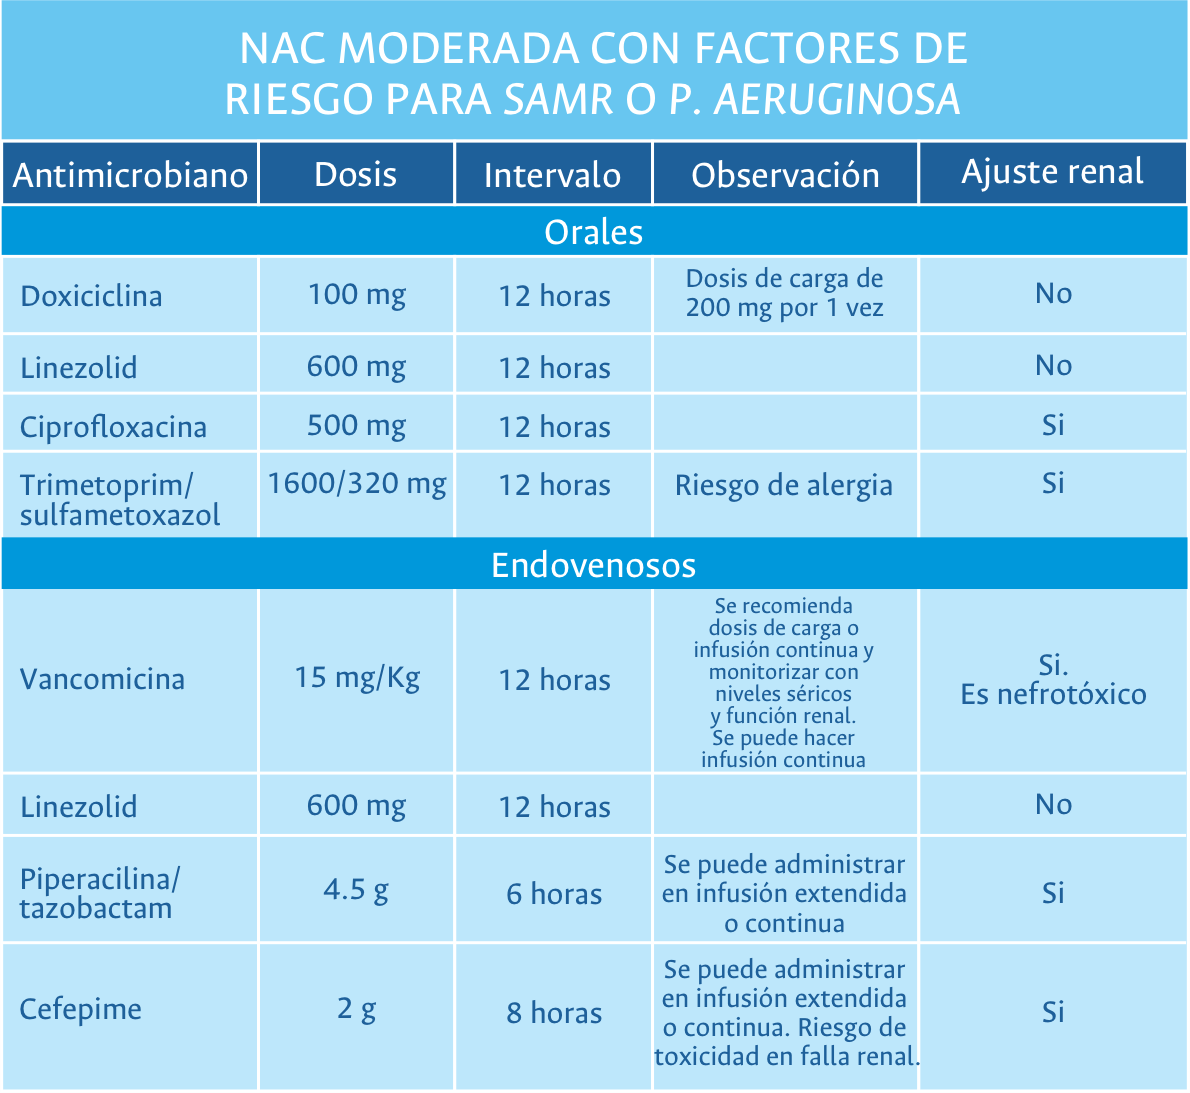 NAC MODERADA CON FACTORES DE
RIESGO PARA SAMR O P. AERUGINOSA
Antimicrobiano Dosis Intervalo Observación Ajuste renal
Orales
Doxiciclina 100 mg 12 horas Dosis de carga de No
200 mg por 1 vez
Linezolid 600 mg 12 horas No
Ciprofloxacina 500 mg 12 horas Si
Trimetoprim/ 1600/320 mg 12 horas Riesgo de alergia Si
sulfametoxazol
Endovenosos
Vancomicina 15 mg/Kg 12 horas
Se recomienda
dosis de carga o
infusión continua y
monitorizar con
niveles séricos
y función renal.
Se puede hacer
infusión continua
Si.
Es nefrotóxico
Linezolid 600 mg 12 horas No
Piperacilina/
tazobactam
4.5 g 6 horas
Se puede administrar
en infusión extendida
o continua
Si
Cefepime 2 g 8 horas
Se puede administrar
en infusión extendida
o continua. Riesgo de
toxicidad en falla renal.
Si